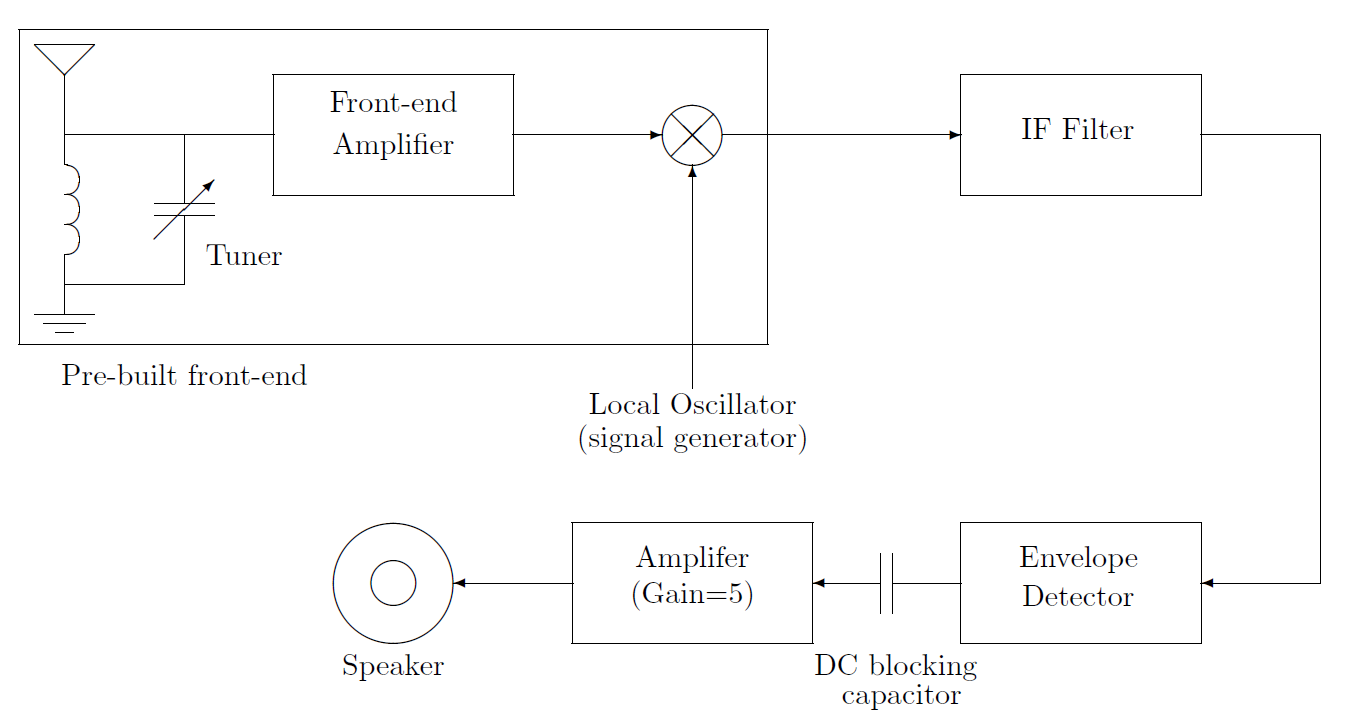 Front-end
Amplifier
IF Filter
Tuner
Pre-built front-end
Local Oscillator
(signal generator)
Amplifer
(Gain=5)
Envelope
Detector
Speaker
DC blocking
capacitor